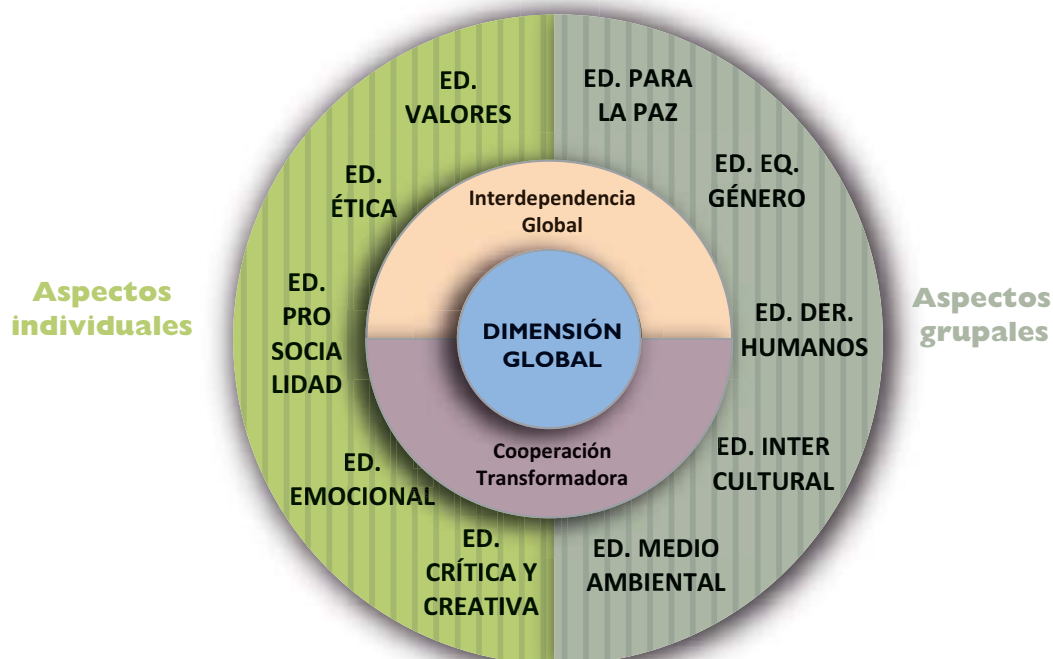 ED.
VALORES
ED.
ÉTICA
ED.
PRO
SOCIA
LIDAD
ED.
EMOCIONAL
ED.
CRÍTICA Y
CREATIVA
Aspectos
individuales
Interdependencia
Global
DIMENSIÓN
GLOBAL
Cooperación
Transformadora
ED. PARA
LA PAZ
ED. EQ.
GÉNERO
ED. DER.
HUMANOS
ED. INTER
CULTURAL
ED. MEDIO
AMBIENTAL
Aspectos
grupales